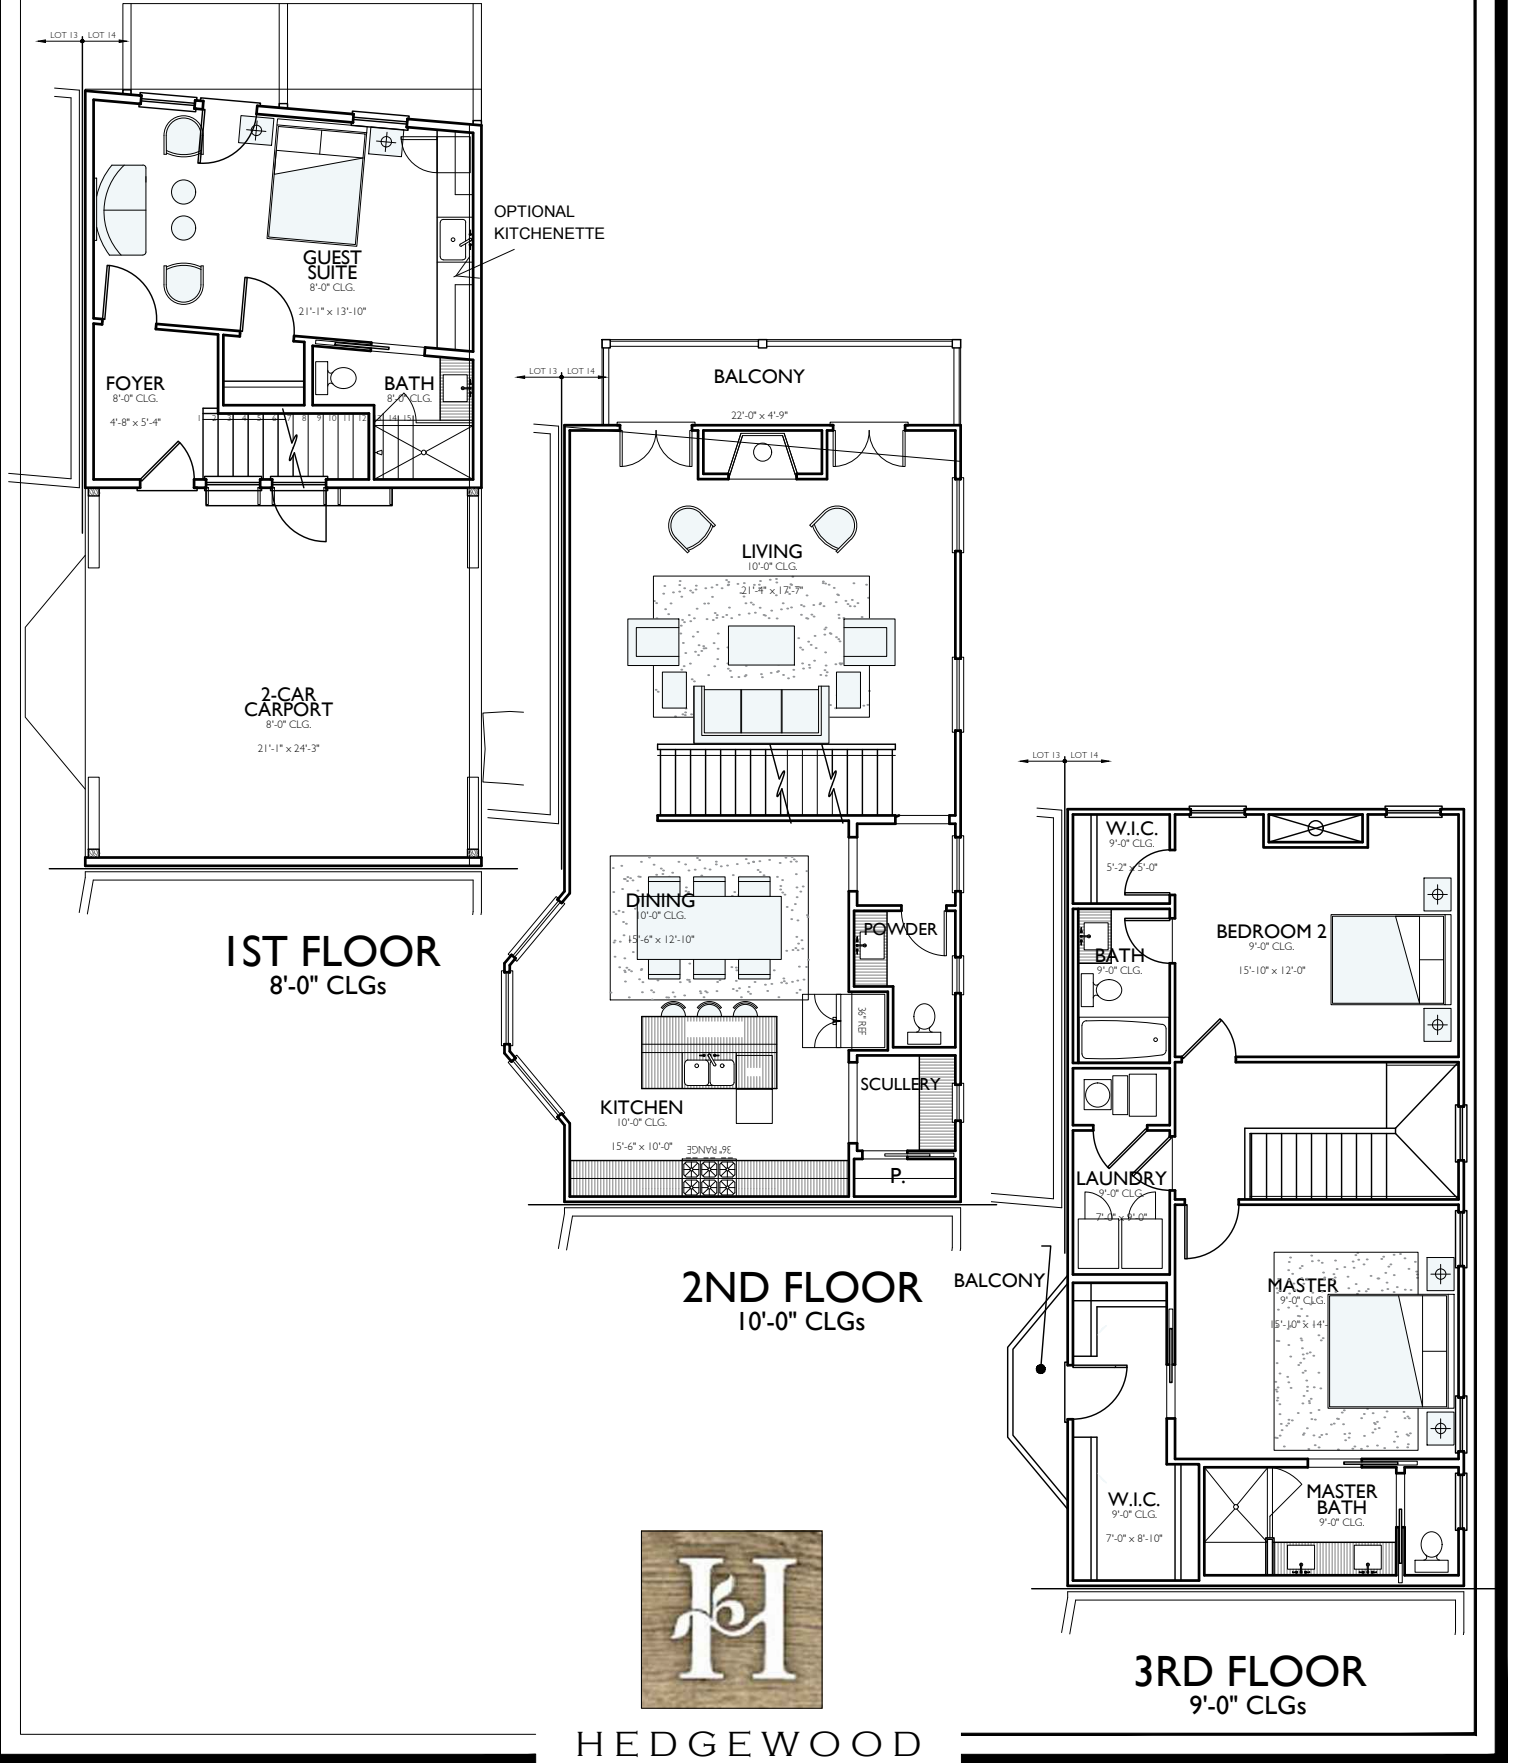 LOT 13 LOT 14
OPTIONAL
KITCHENETTE
GUEST
SUITE
8'-0" CLG.
21'-1" x 13'-10"
FOYER
8'-0" CLG.
4'-8" x 5'-4"
BATH
8'-0" CLG.
2-CAR
CARPORT
8'-0" CLG.
21'-1" x 24'-3"
1ST FLOOR
8'-0" CLGs
LOT 13 LOT 14
BALCONY
22'-0" x 4'-9"
LIVING
10'-0" CLG.
21'-4" x 17'-7"
DINING
10'-0" CLG.
15'-6" x 12'-10"
POWDER
36" REF
SCULLERY
KITCHEN
10'-0" CLG.
15'-6" x 10'-0"
36" RANGE
P.
2ND FLOOR
10'-0" CLGs
LOT 13 LOT 14
W.I.C.
9'-0" CLG.
5'-2" x 5'-0"
BEDROOM 2
9'-0" CLG.
15'-10" x 12'-0"
BATH
9'-0" CLG.
LAUNDRY
9'-0" CLG.
7'-0" x 9'-0"
BALCONY
MASTER
9'-0" CLG.
15'-10" x 14'-
W.I.C.
9'-0" CLG.
7'-0" x 8'-10"
MASTER
BATH
9'-0" CLG.
3RD FLOOR
9'-0" CLGs
H
HEDGEWOOD